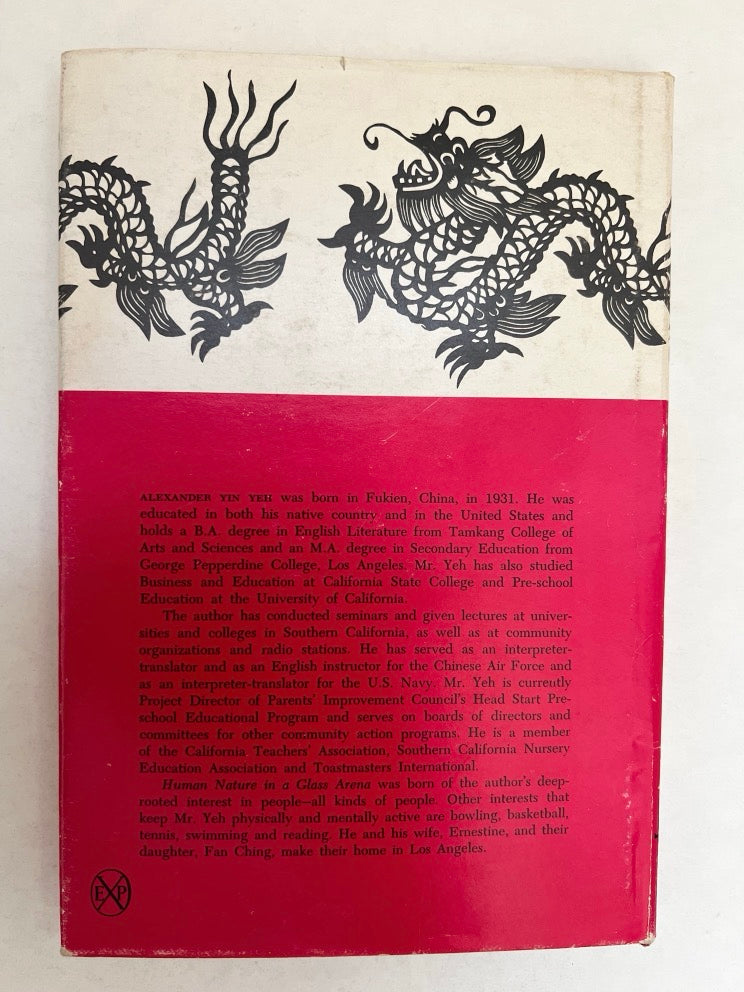 ALEXANDER YIN YEH was born in Fukien, China, in 1931. He was
educated in both his native country and in the United States and
holds a B.A. degree in English Literature from Tamkang College of
Arts and Sciences and an M.A. degree in Secondary Education from
George Pepperdine College, Los Angeles. Mr. Yeh has also studied
Business and Education at California State College and Pre-school
Education at the University of California.
The author has conducted seminars and given lectures at univer-
sities and colleges in Southern California, as well as at community
organizations and radio stations. He has served as an interpreter-
translator and as an English instructor for the Chinese Air Force and
as an interpreter-translator for the U.S. Navy. Mr. Yeh is currently
Project Director of Parents' Improvement Council's Head Start Pre-
school Educational Program and serves on boards of directors and
committees for other community action programs. He is a member
of the California Teachers' Association, Southern California Nursery
Education Association and Toastmasters International.
Human Nature in a Glass Arena was born of the author's deep-
rooted interest in people—all kinds of people. Other interests that
keep Mr. Yeh physically and mentally active are bowling, basketball,
tennis, swimming and reading. He and his wife, Ernestine, and their
daughter, Fan Ching, make their home in Los Angeles.
EXP